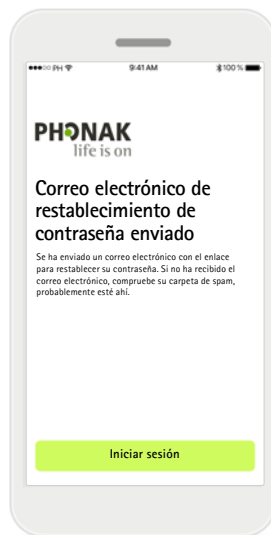 PH 9:41 AM 100 %
PHONAK
life is on
Correo electrónico de
restablecimiento de
contraseña enviado
Se ha enviado un correo electrónico con el enlace
para restablecer su contraseña. Si no ha recibido el
correo electrónico, compruebe su carpeta de spam,
probablemente esté ahí.
Iniciar sesión